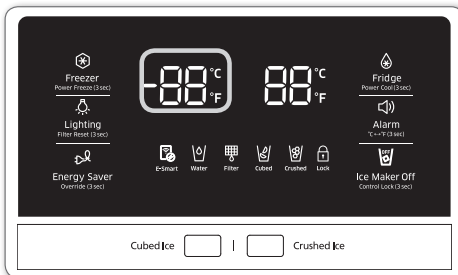 Freezer
Power Freeze (3 sec)
Lighting
Filter Reset (3 sec)
Energy Saver
Override (3 sec)
-88 °C
°F
88 °C
°F
E-Smart Water Filter Cubed Crushed Lock
Fridge
Power Cool (3 sec)
Alarm
°C↔°F (3 sec)
OFF
Ice Maker Off
Control Lock (3 sec)
Cubed Ice | Crushed Ice